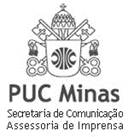 PUC Minas
Secretaria de Comunicação
Assessoria de Imprensa